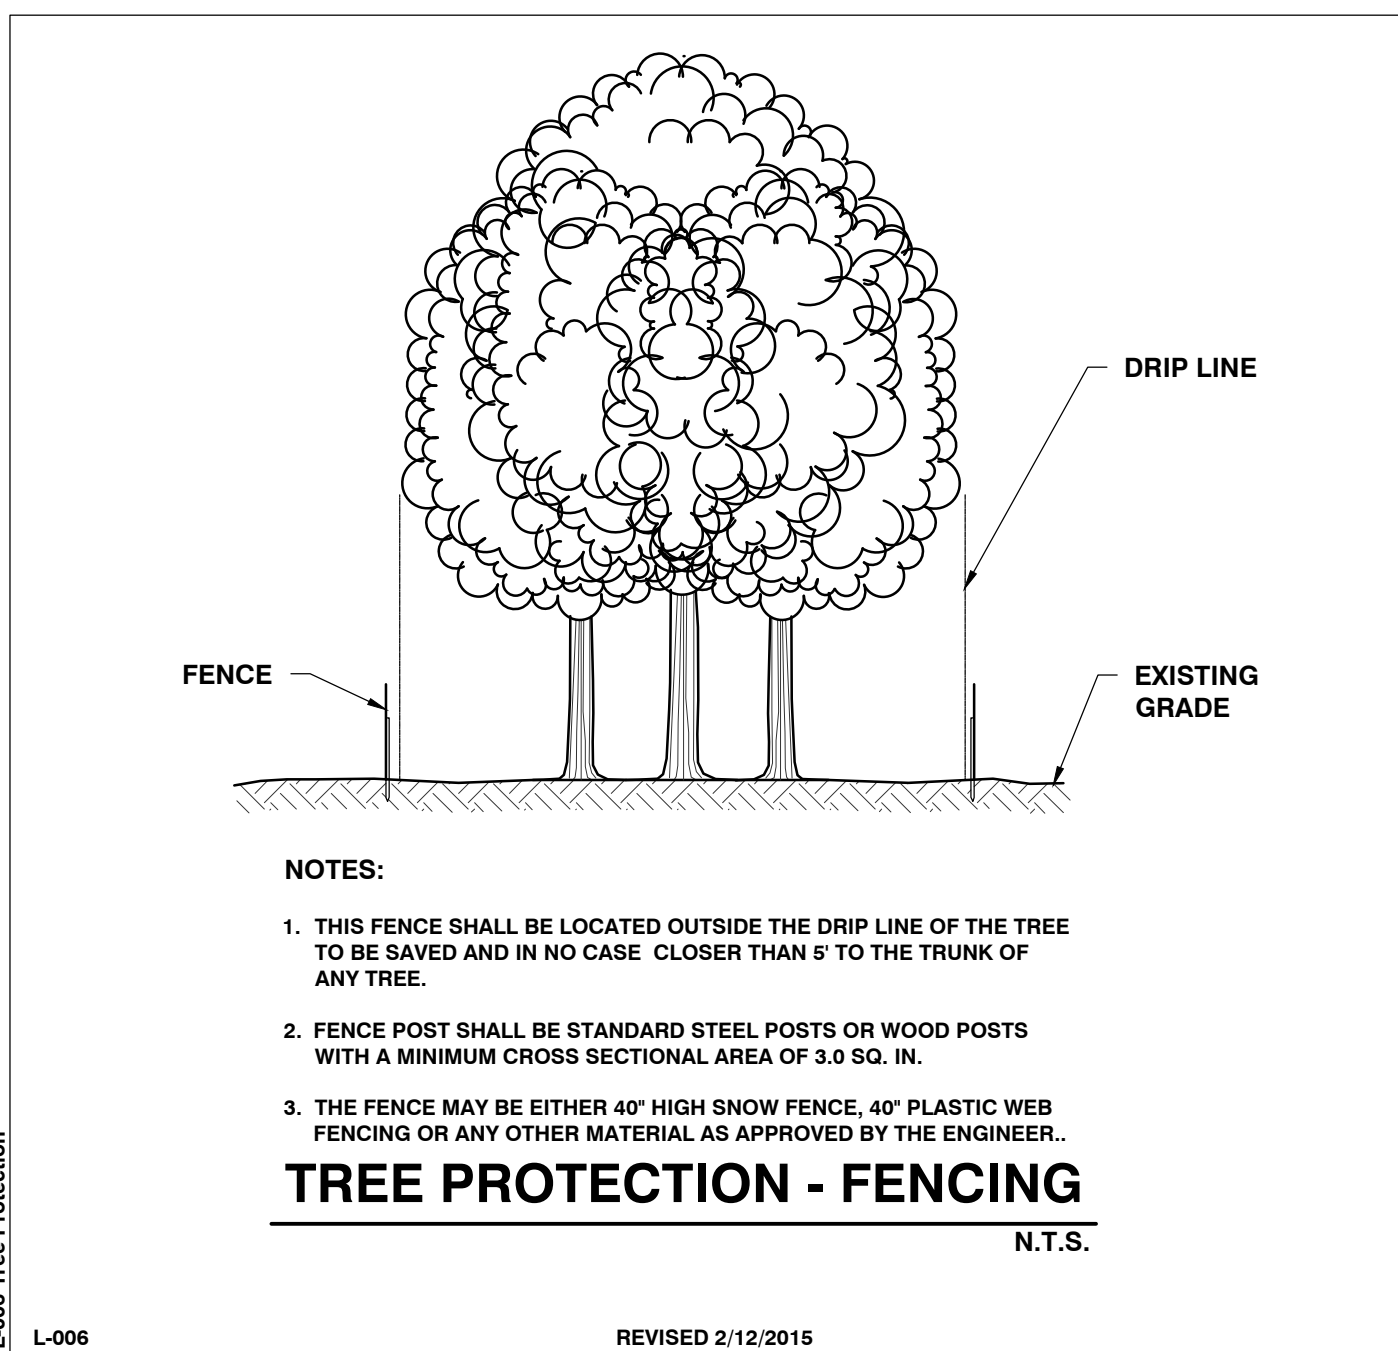 DRIP LINE
FENCE
EXISTING
GRADE
NOTES:
1. THIS FENCE SHALL BE LOCATED OUTSIDE THE DRIP LINE OF THE TREE
TO BE SAVED AND IN NO CASE CLOSER THAN 5' TO THE TRUNK OF
ANY TREE.
2. FENCE POST SHALL BE STANDARD STEEL POSTS OR WOOD POSTS
WITH A MINIMUM CROSS SECTIONAL AREA OF 3.0 SQ. IN.
3. THE FENCE MAY BE EITHER 40" HIGH SNOW FENCE, 40" PLASTIC WEB
FENCING OR ANY OTHER MATERIAL AS APPROVED BY THE ENGINEER..
TREE PROTECTION - FENCING
N.T.S.
L-006 Tree Protection
L-006
REVISED 2/12/2015